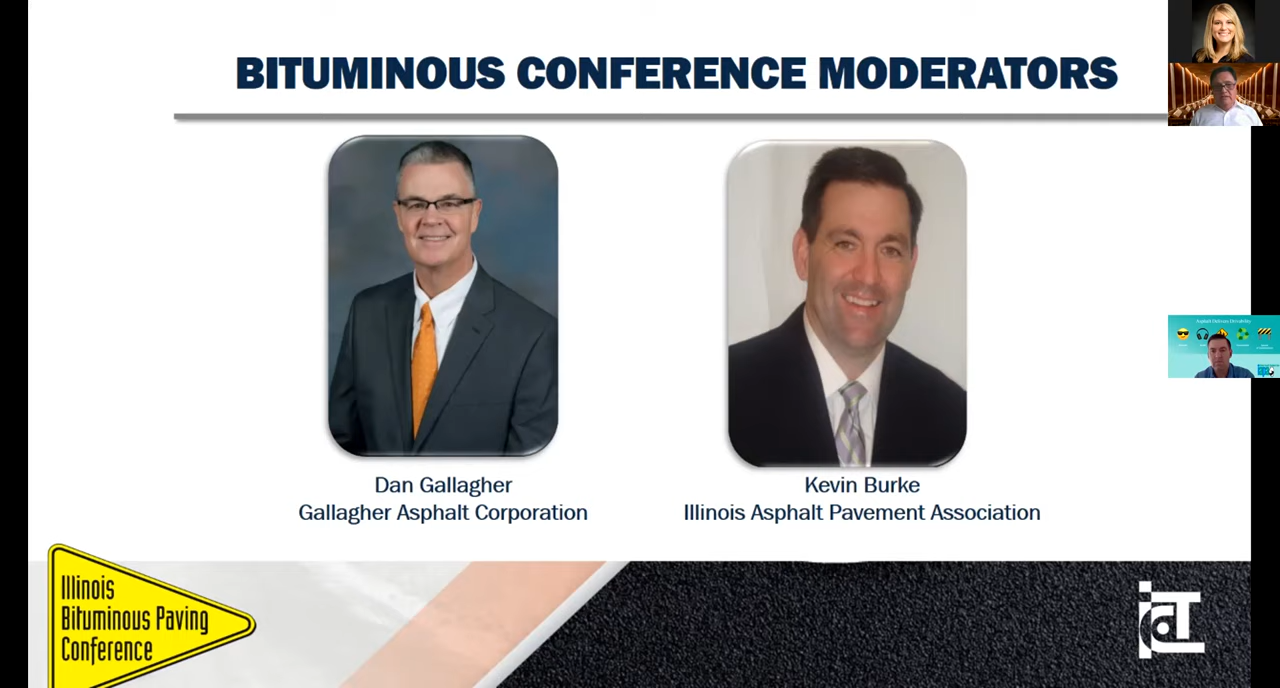 BITUMINOUS CONFERENCE MODERATORS
Dan Gallagher
Gallagher Asphalt Corporation
Kevin Burke
Illinois Asphalt Pavement Association
Illinois
Bituminous Paving
Conference